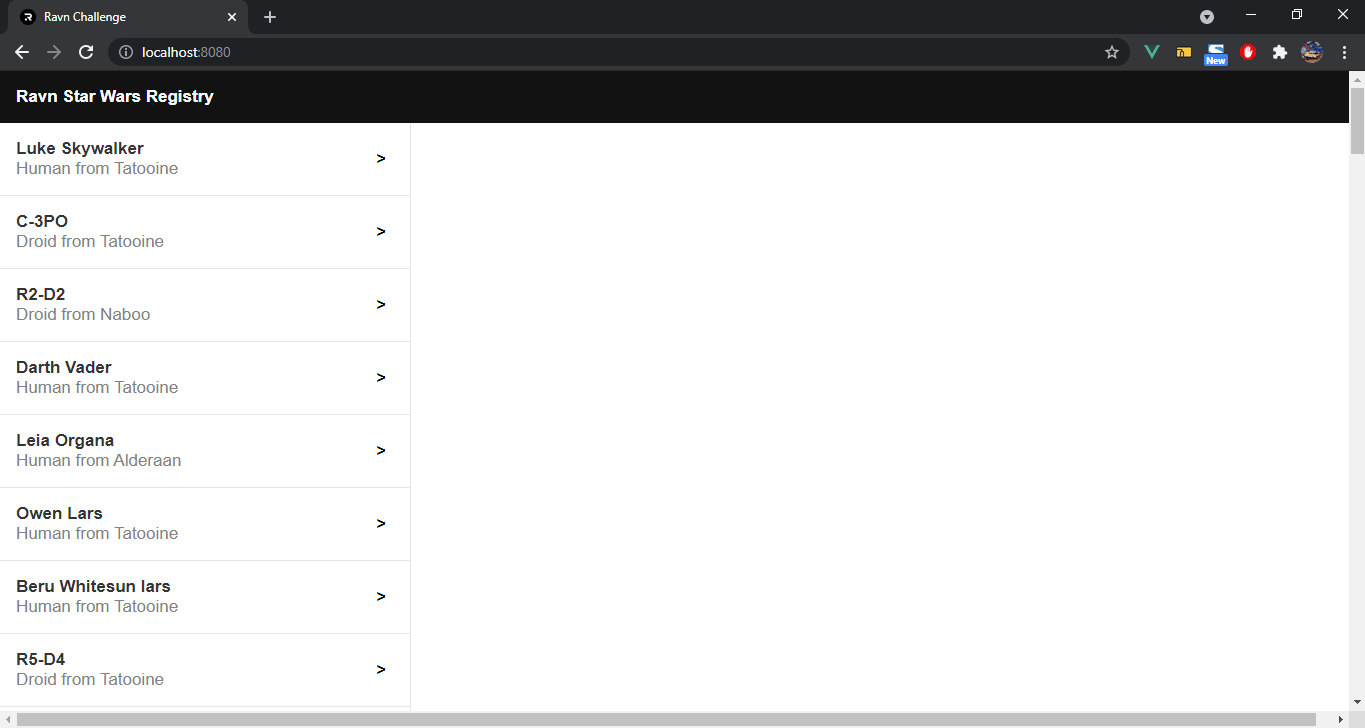 Ravn Challenge
localhost:8080
New
Ravn Star Wars Registry
Luke Skywalker
Human from Tatooine
>
C-3PO
Droid from Tatooine
>
R2-D2
Droid from Naboo
>
Darth Vader
Human from Tatooine
>
Leia Organa
Human from Alderaan
>
Owen Lars
Human from Tatooine
>
Beru Whitesun lars
Human from Tatooine
>
R5-D4
Droid from Tatooine
>